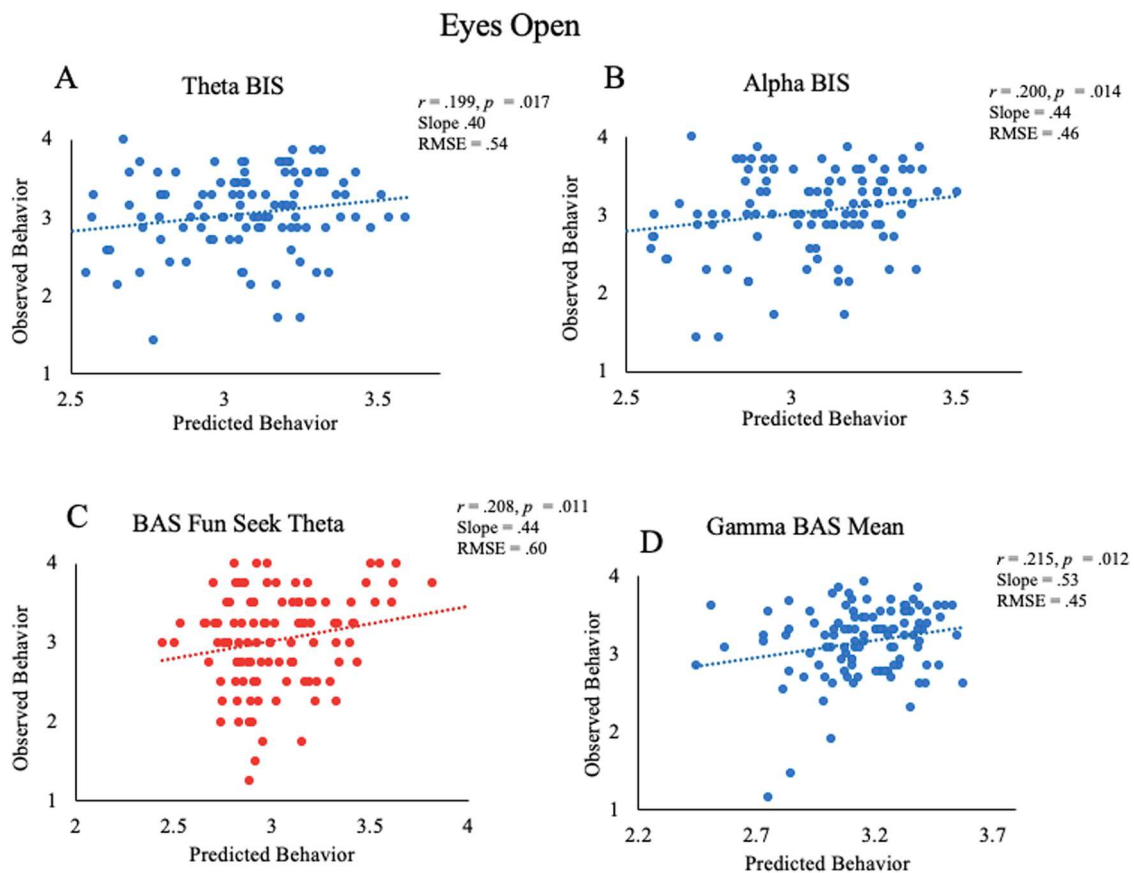 Eyes Open
A
Theta BIS
r = .199, p = .017
Slope .40
RMSE = .54
Observed Behavior
4
3
2
1
2.5 3 3.5
Predicted Behavior
B
Alpha BIS
r = .200, p = .014
Slope = .44
RMSE = .46
Observed Behavior
4
3
2
1
2.5 3 3.5
Predicted Behavior
C
BAS Fun Seek Theta
r = .208, p = .011
Slope = .44
RMSE = .60
Observed Behavior
4
3
2
1
2 2.5 3 3.5 4
Predicted Behavior
D
Gamma BAS Mean
r = .215, p = .012
Slope = .53
RMSE = .45
Observed Behavior
4
3
2
1
2.2 2.7 3.2 3.7
Predicted Behavior